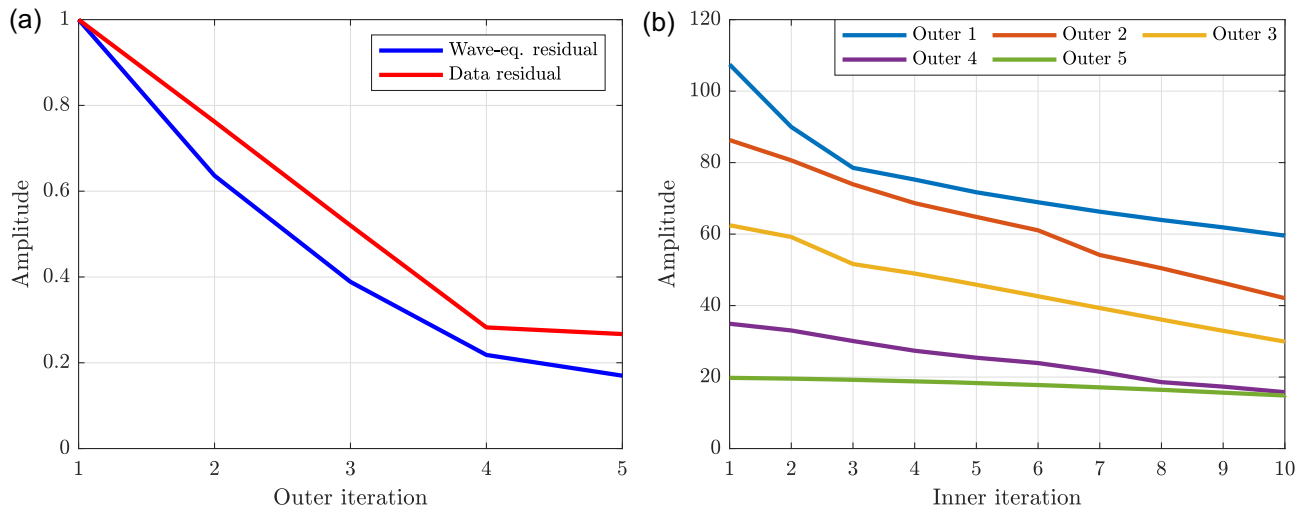 (a)
1
0.8
0.6
0.4
0.2
0
Amplitude
Wave-eq. residual
Data residual
1 2 3 4 5
Outer iteration
(b)
120
100
80
60
40
20
0
Amplitude
Outer 1 Outer 2 Outer 3
Outer 4 Outer 5
1 2 3 4 5 6 7 8 9 10
Inner iteration